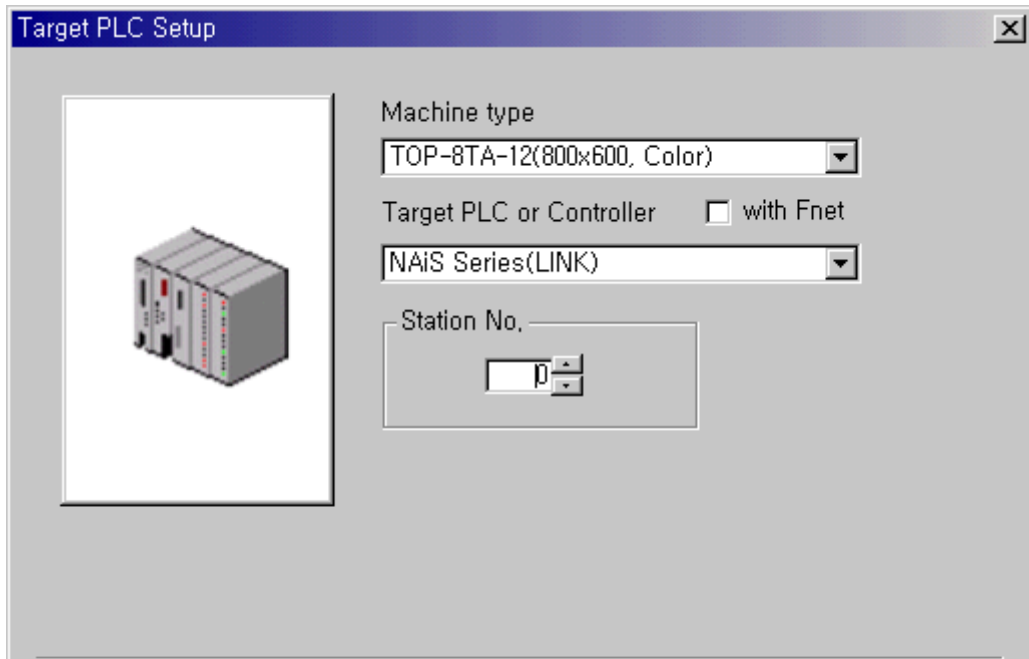 Target PLC Setup
Machine type
TOP-8TA-12(800x600, Color)
Target PLC or Controller
with Fnet
NAiS Series(LINK)
Station No.
0